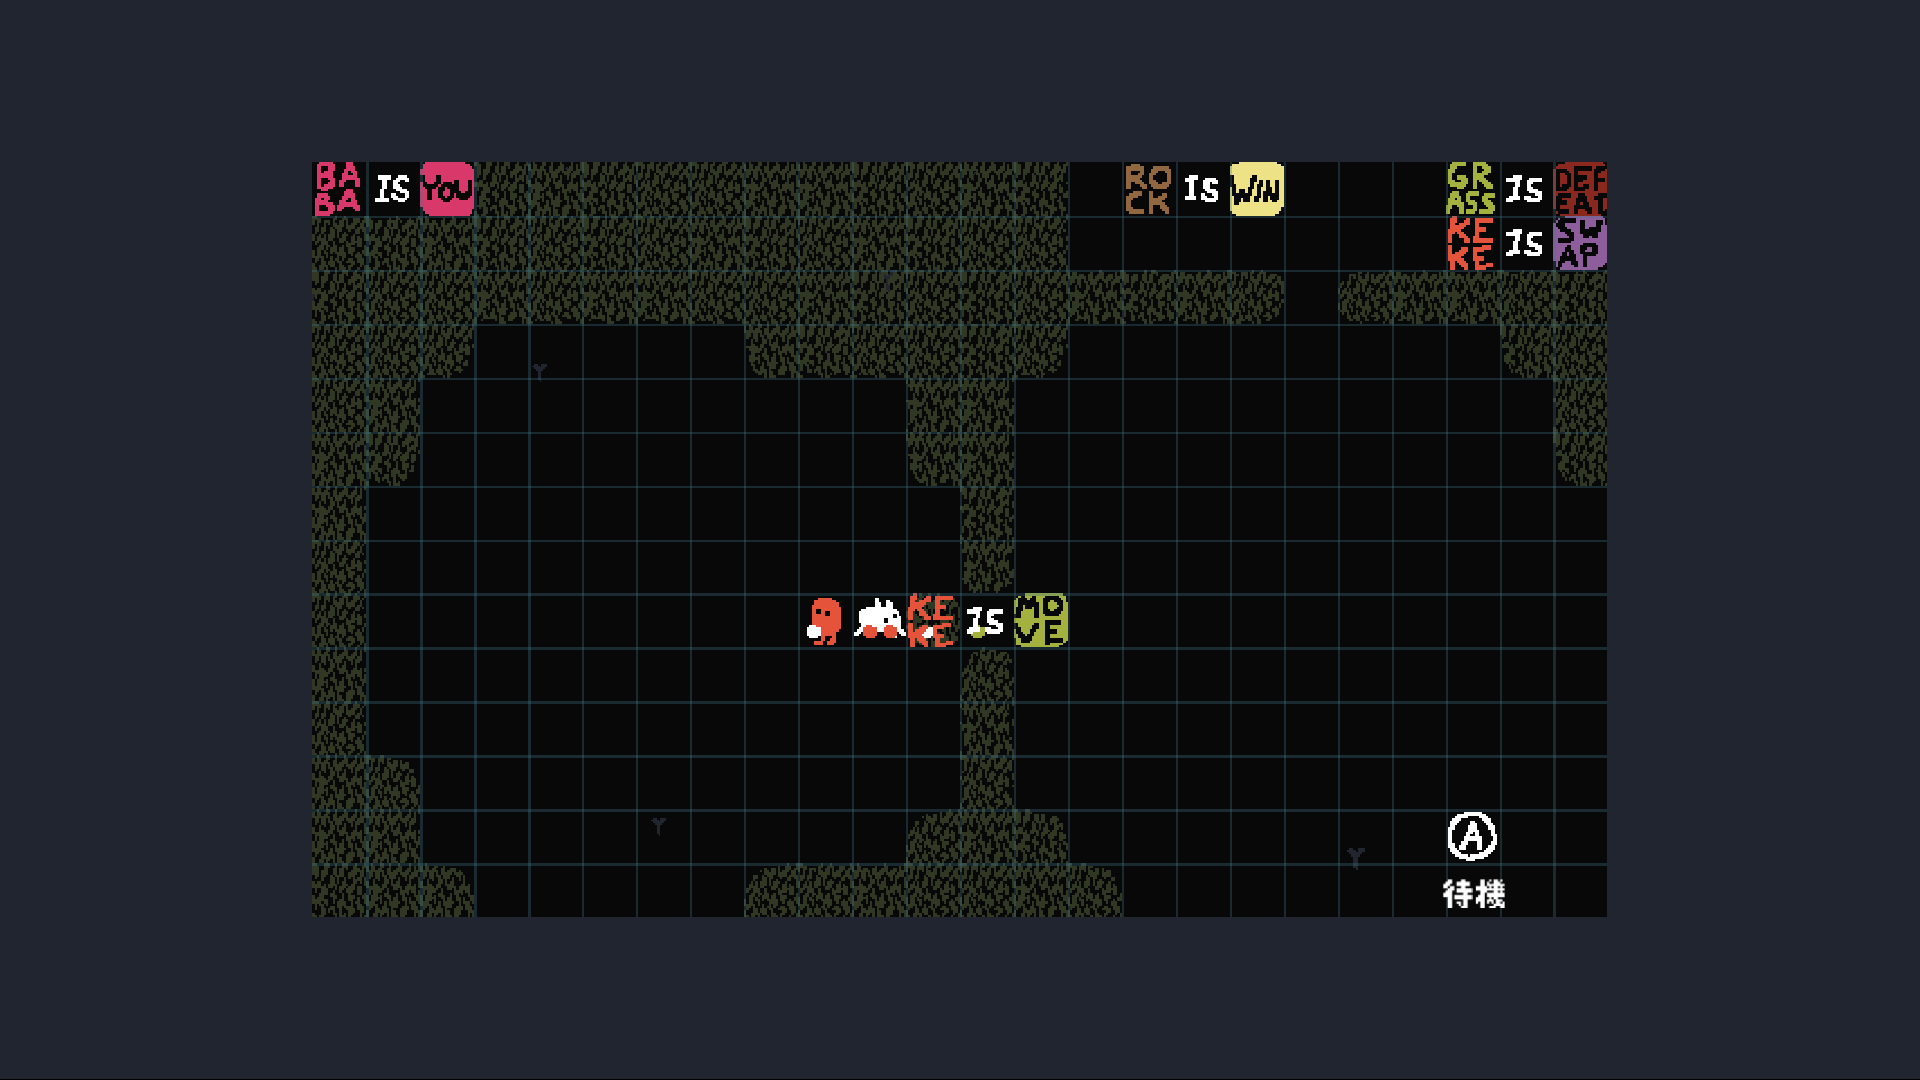 BABA IS YOU ROCK IS WIN GRASS IS DEFEAT
KEKE IS SWAP
KEKE IS MOVE
A
待機